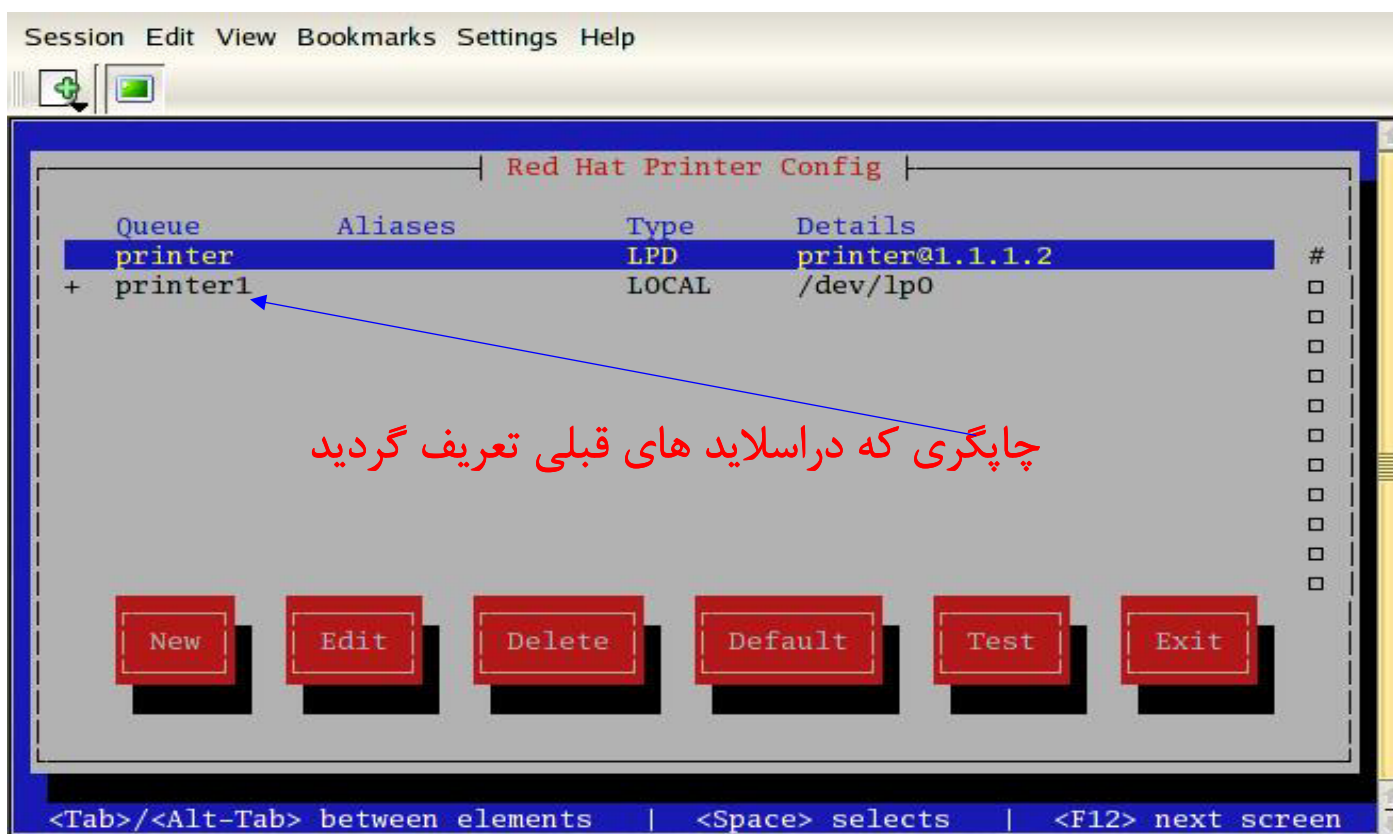 Session Edit View Bookmarks Settings Help
Red Hat Printer Config
Queue Aliases Type Details
printer LPD printer@1.1.1.2 #
+ printer1 LOCAL /dev/lp0
چاپگری که دراسلاید های قبلی تعریف گردید
New Edit Delete Default Test Exit
<Tab>/<Alt-Tab> between elements | <Space> selects | <F12> next screen